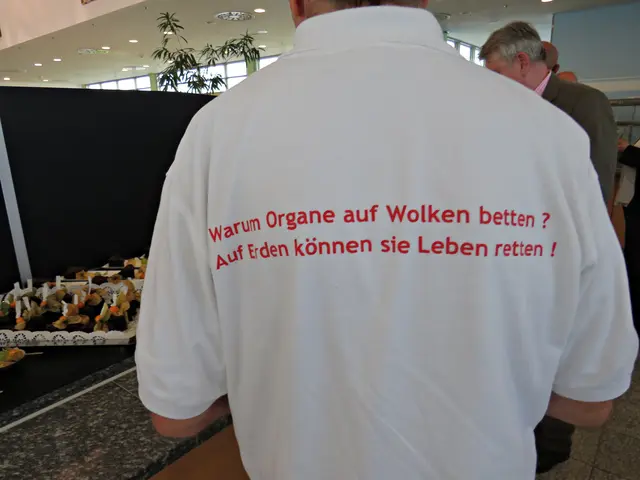 Warum Organe auf Wolken betten ?
Auf Erden können sie Leben retten !